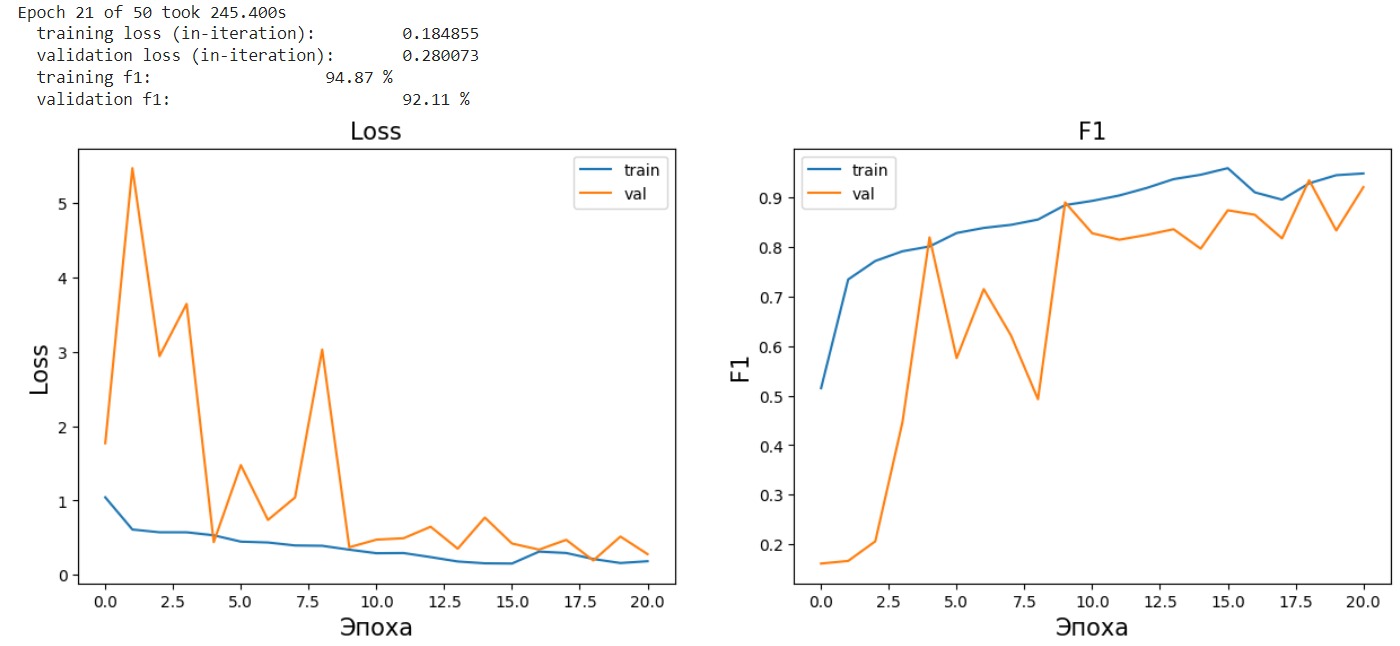 Epoch 21 of 50 took 245.400s
training loss (in-iteration): 0.184855
validation loss (in-iteration): 0.280073
training f1: 94.87 %
validation f1: 92.11 %
Loss
train
val
Loss
5
4
3
2
1
0
0.0 2.5 5.0 7.5 10.0 12.5 15.0 17.5 20.0
Эпоха
F1
train
val
F1
0.9
0.8
0.7
0.6
0.5
0.4
0.3
0.2
0.0 2.5 5.0 7.5 10.0 12.5 15.0 17.5 20.0
Эпоха